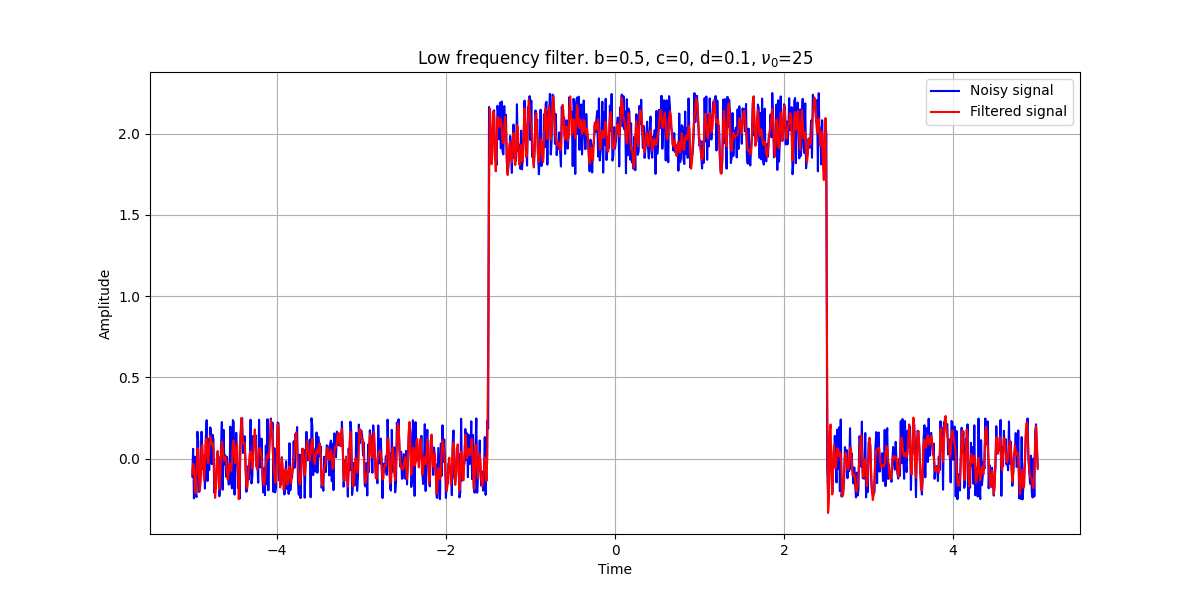 Low frequency filter. b=0.5, c=0, d=0.1, ν₀=25
Noisy signal
Filtered signal
Amplitude
2.0
1.5
1.0
0.5
0.0
−4
−2
0
2
4
Time